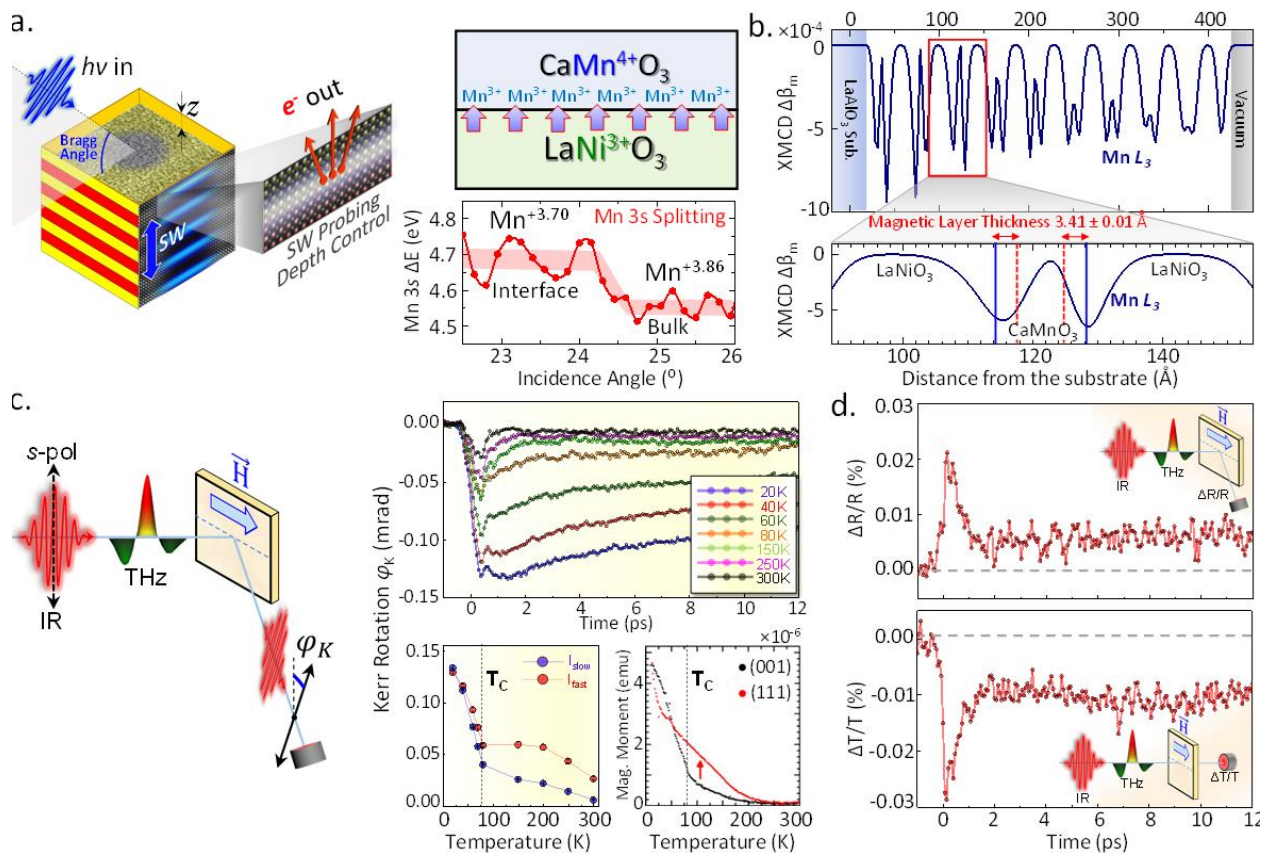 a.
hv in
z
e⁻ out
Bragg
Angle
SW
SW Probing
Depth Control
CaMn⁴⁺O₃
Mn³⁺ Mn³⁺ Mn³⁺ Mn³⁺ Mn³⁺ Mn³⁺
LaNi³⁺O₃
Mn 3s ΔE (eV)
4.8
4.7
4.6
4.5
Mn⁺³·⁷⁰
Mn 3s Splitting
Mn⁺³·⁸⁶
Interface
Bulk
23 24 25 26
Incidence Angle (°)
b.
0 100 200 300 400
×10⁻⁴
XMCD Δβₘ
0
-5
-10
LaAlO₃ Sub.
Mn L₃
Vacuum
Magnetic Layer Thickness 3.41 ± 0.01 Å
XMCD Δβₘ
0
-5
LaNiO₃
CaMnO₃
LaNiO₃
Mn L₃
90 120 140
Distance from the substrate (Å)
c.
s-pol
IR
THz
H
φ_K
Kerr Rotation φ_K (mrad)
0.00
-0.05
-0.10
-0.15
20K
40K
60K
80K
150K
250K
300K
0 2 4 6 8 10 12
Time (ps)
0.15
0.10
0.05
0.00
I_slow
I_fast
T_C
0 100 200 300
Temperature (K)
×10⁻⁶
Mag. Moment (emu)
4
2
0
T_C
(001)
(111)
0 100 200 300
Temperature (K)
d.
ΔR/R (%)
0.03
0.02
0.01
0.00
IR
THz
H
ΔR/R
ΔT/T (%)
0.00
-0.01
-0.02
-0.03
IR
THz
H
ΔT/T
0 2 4 6 8 10 12
Time (ps)